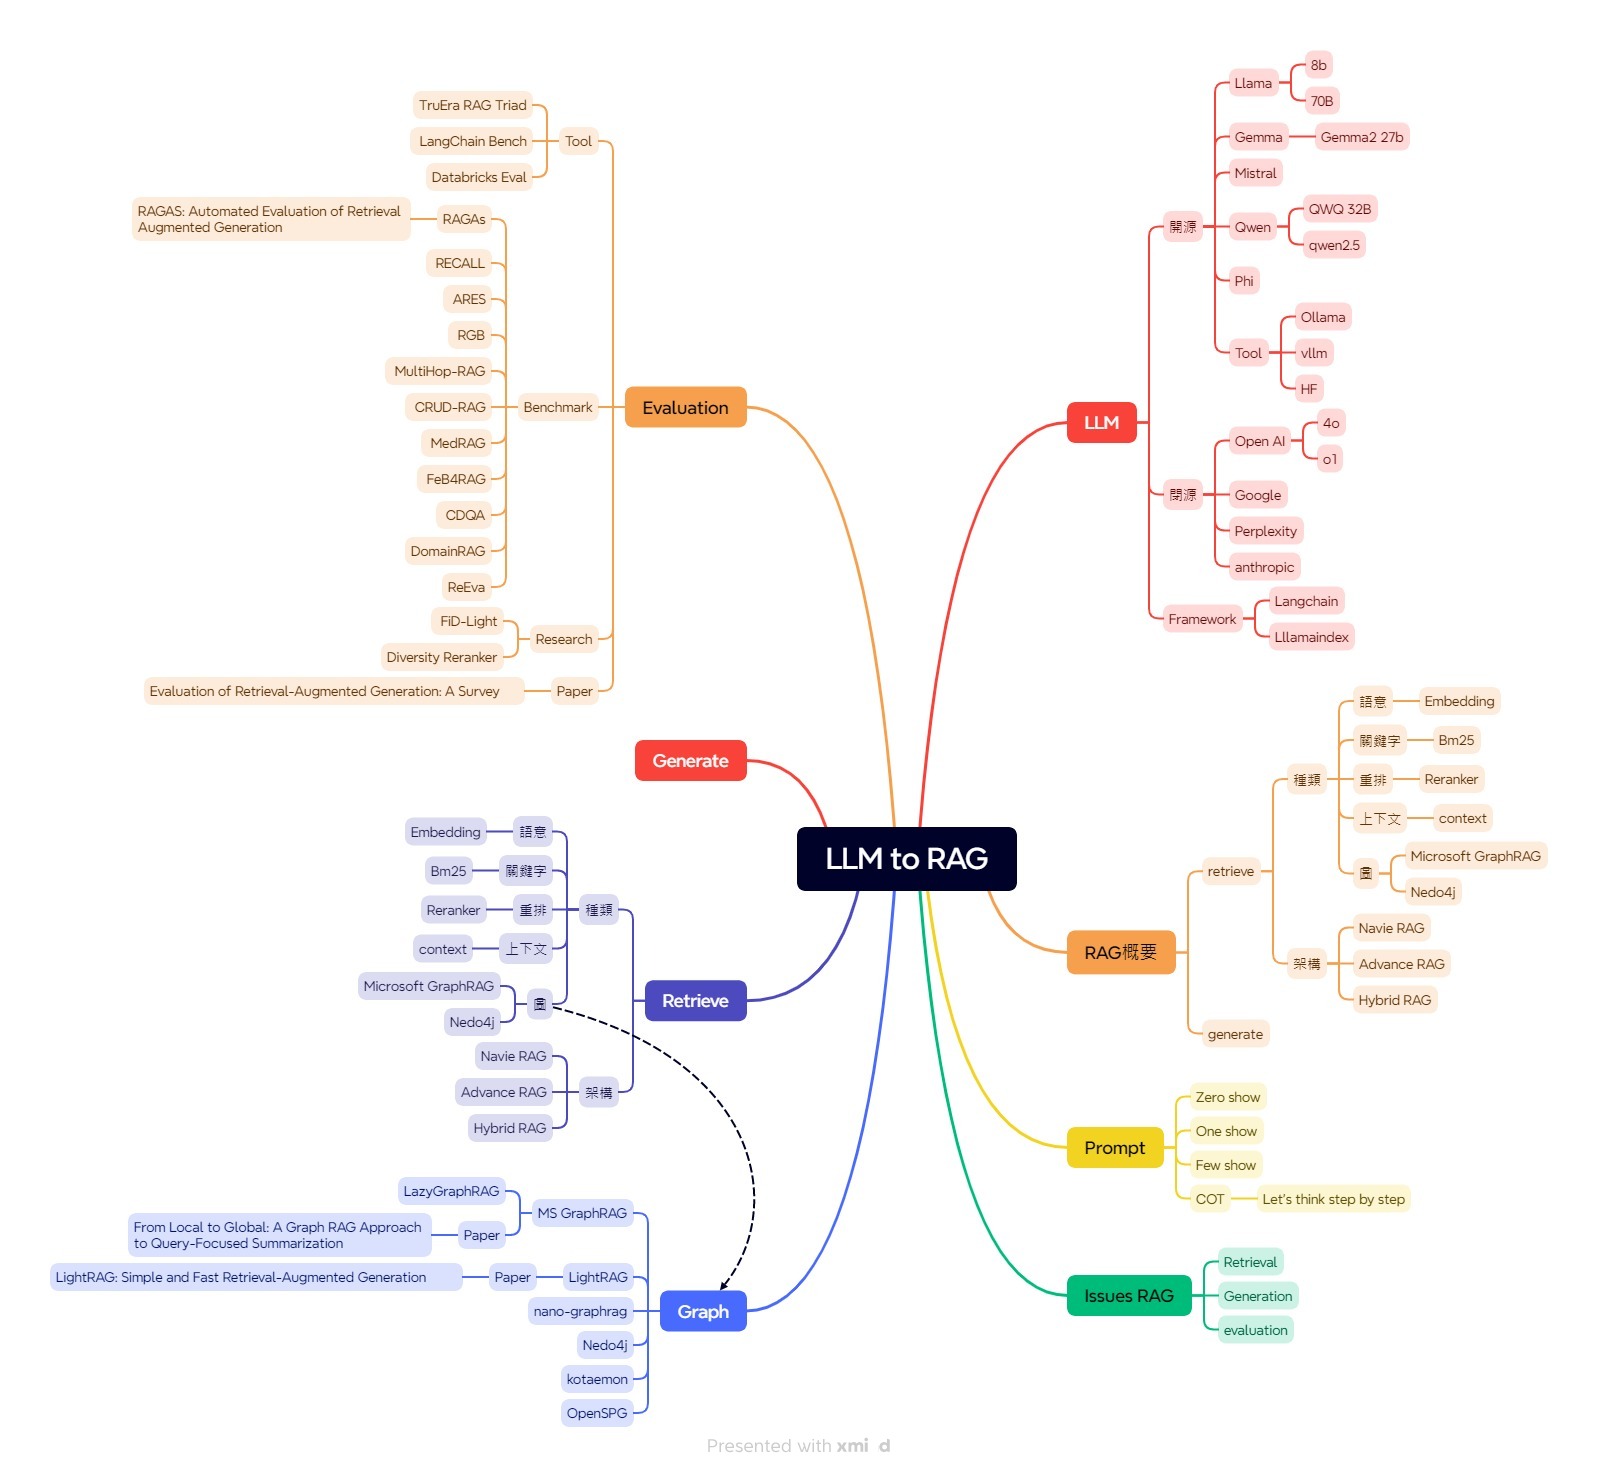 LLM to RAG
LLM
開源
Llama
8b
70B
Gemma
Gemma2 27b
Mistral
Qwen
QWQ 32B
qwen2.5
Phi
Tool
Ollama
vllm
HF
閉源
Open AI
4o
o1
Google
Perplexity
anthropic
Framework
Langchain
Lllamaindex
RAG概要
retrieve
種類
語意
Embedding
關鍵字
Bm25
重排
Reranker
上下文
context
圖
Microsoft GraphRAG
Nedo4j
架構
Navie RAG
Advance RAG
Hybrid RAG
generate
Prompt
Zero show
One show
Few show
COT
Let's think step by step
Issues RAG
Retrieval
Generation
evaluation
Evaluation
Tool
TruEra RAG Triad
LangChain Bench
Databricks Eval
Benchmark
RAGAs
RAGAS: Automated Evaluation of Retrieval
Augmented Generation
RECALL
ARES
RGB
MultiHop-RAG
CRUD-RAG
MedRAG
FeB4RAG
CDQA
DomainRAG
ReEva
Research
FiD-Light
Diversity Reranker
Paper
Evaluation of Retrieval-Augmented Generation: A Survey
Generate
Retrieve
種類
語意
Embedding
關鍵字
Bm25
重排
Reranker
上下文
context
圖
Microsoft GraphRAG
Nedo4j
架構
Navie RAG
Advance RAG
Hybrid RAG
Graph
MS GraphRAG
LazyGraphRAG
Paper
From Local to Global: A Graph RAG Approach
to Query-Focused Summarization
LightRAG
Paper
LightRAG: Simple and Fast Retrieval-Augmented Generation
nano-graphrag
Nedo4j
kotaemon
OpenSPG
Presented with xmi d